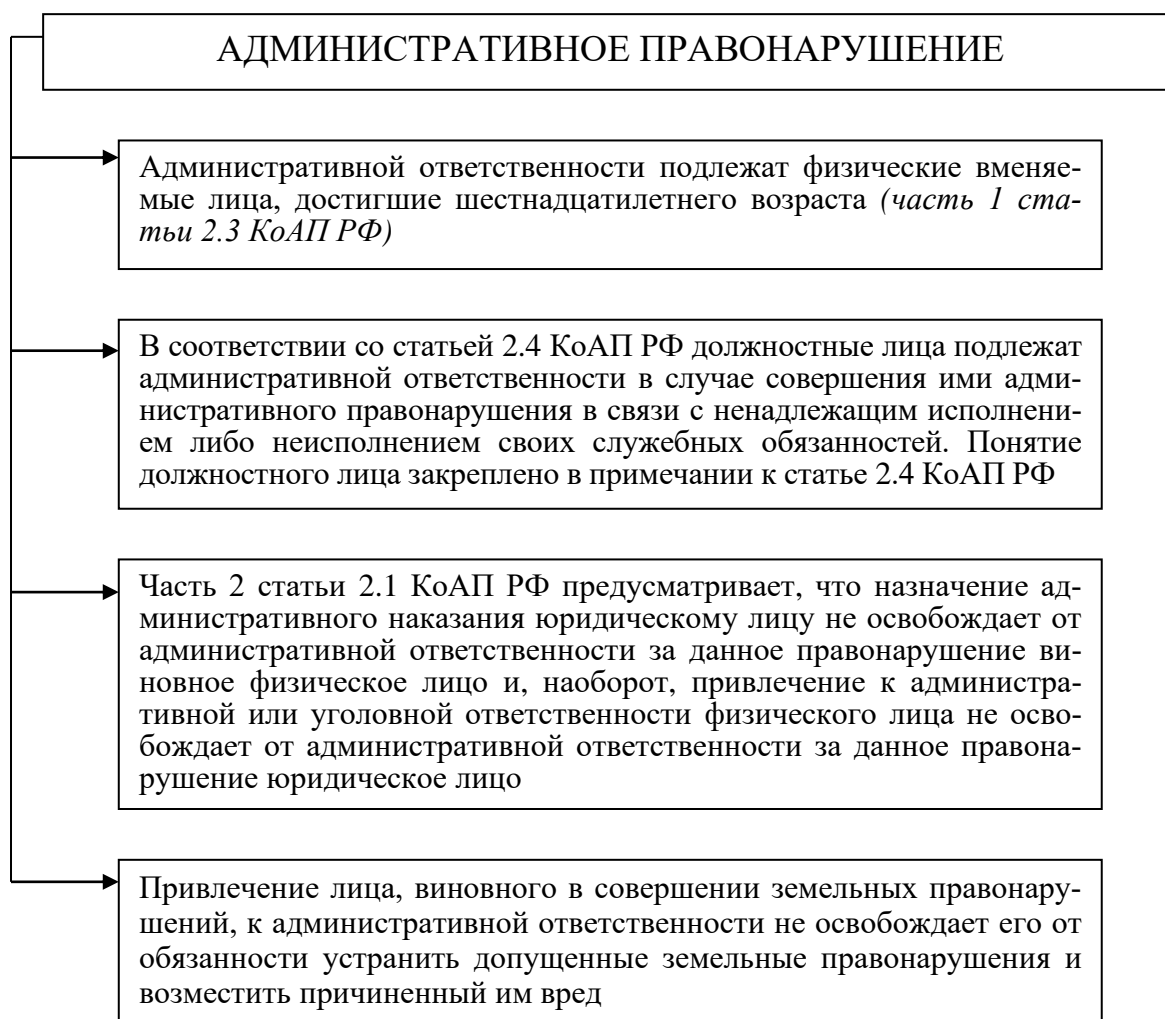 АДМИНИСТРАТИВНОЕ ПРАВОНАРУШЕНИЕ
Административной ответственности подлежат физические вменяе-
мые лица, достигшие шестнадцатилетнего возраста (часть 1 ста-
тьи 2.3 КоАП РФ)
В соответствии со статьей 2.4 КоАП РФ должностные лица подлежат
административной ответственности в случае совершения ими адми-
нистративного правонарушения в связи с ненадлежащим исполнени-
ем либо неисполнением своих служебных обязанностей. Понятие
должностного лица закреплено в примечании к статье 2.4 КоАП РФ
Часть 2 статьи 2.1 КоАП РФ предусматривает, что назначение ад-
министративного наказания юридическому лицу не освобождает от
административной ответственности за данное правонарушение ви-
новное физическое лицо и, наоборот, привлечение к администра-
тивной или уголовной ответственности физического лица не осво-
бождает от административной ответственности за данное правона-
рушение юридическое лицо
Привлечение лица, виновного в совершении земельных правонару-
шений, к административной ответственности не освобождает его от
обязанности устранить допущенные земельные правонарушения и
возместить причиненный им вред